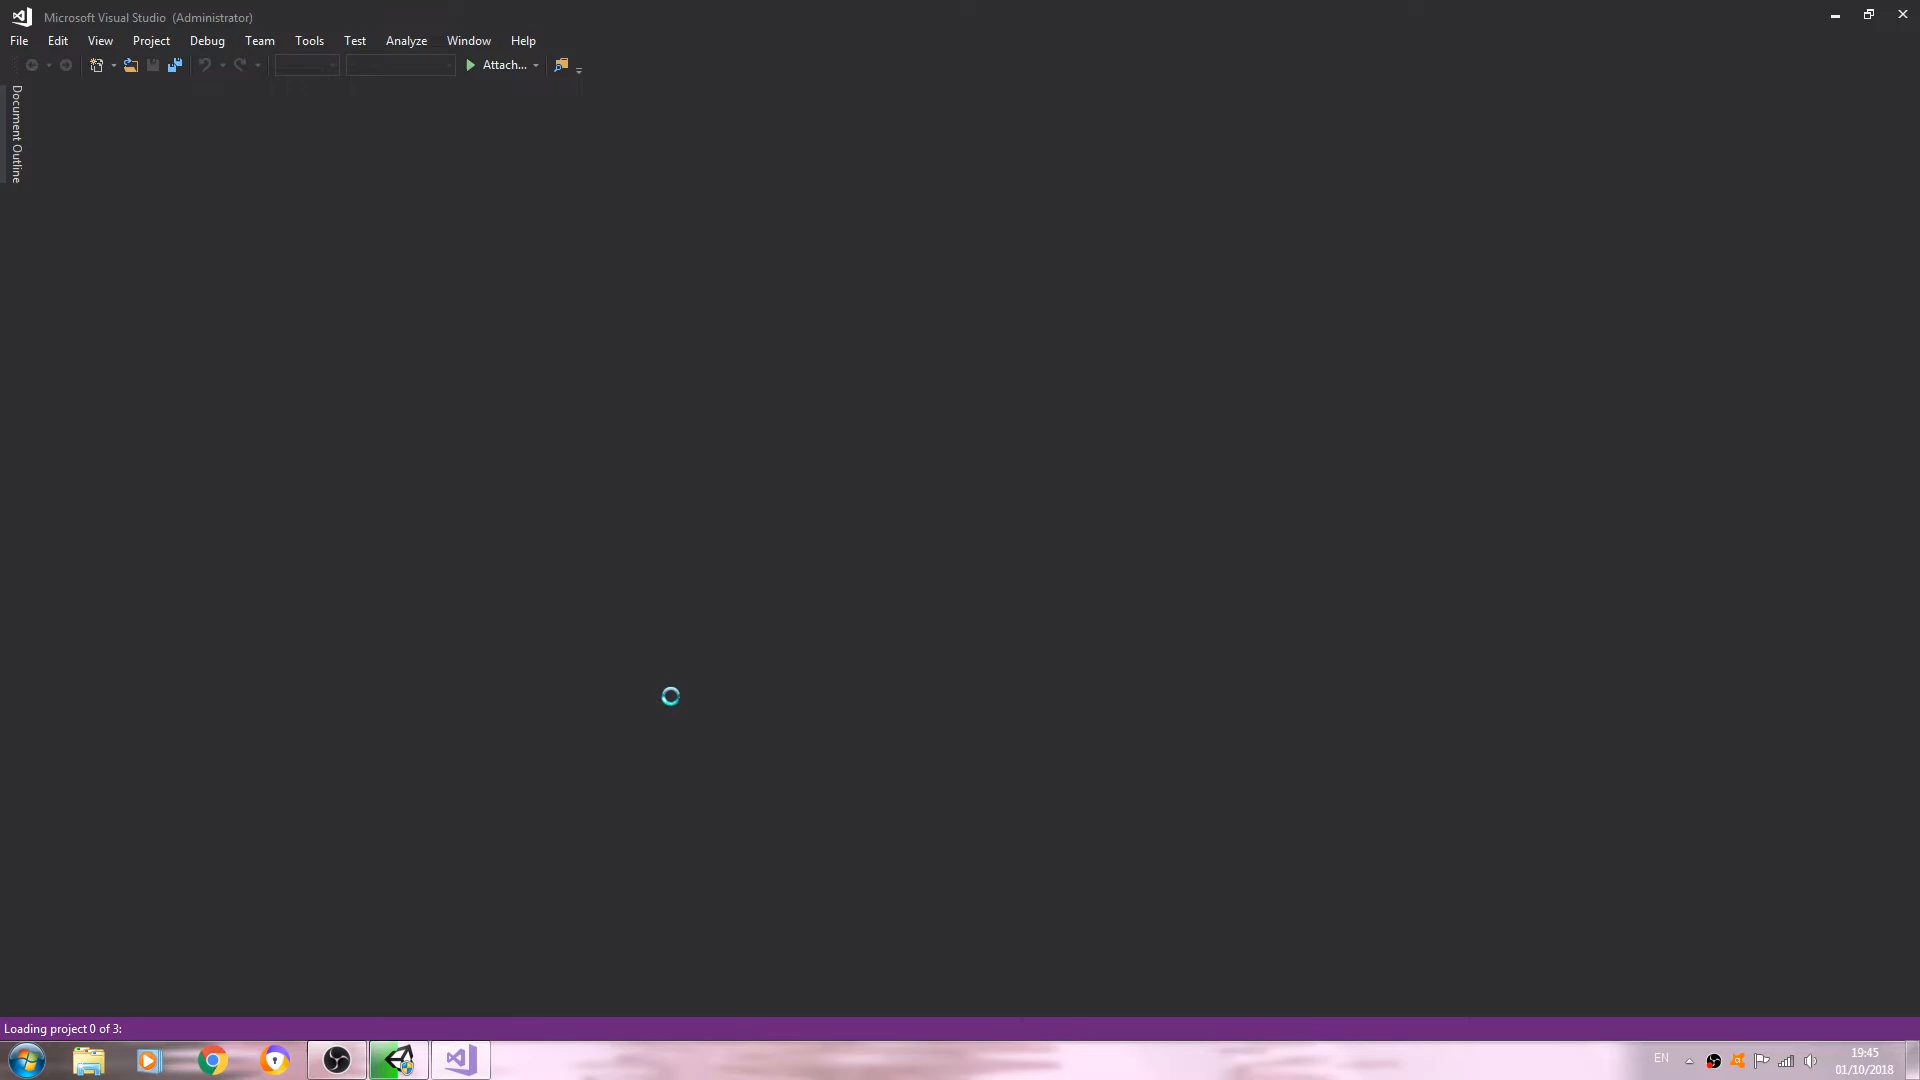 Microsoft Visual Studio (Administrator)
File Edit View Project Debug Team Tools Test Analyze Window Help
Attach...
Document Outline
Loading project 0 of 3:
EN
19:45
01/10/2018